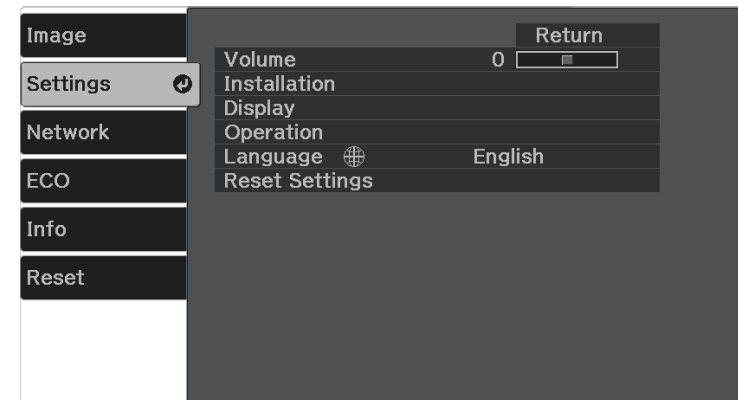 Image
Settings
Network
ECO
Info
Reset
Return
Volume 0
Installation
Display
Operation
Language English
Reset Settings